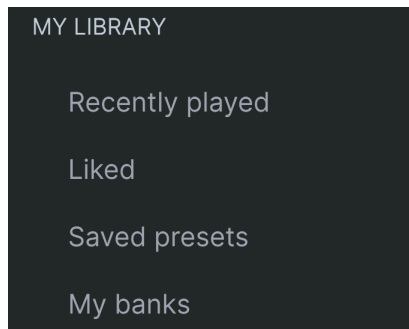 MY LIBRARY
Recently played
Liked
Saved presets
My banks